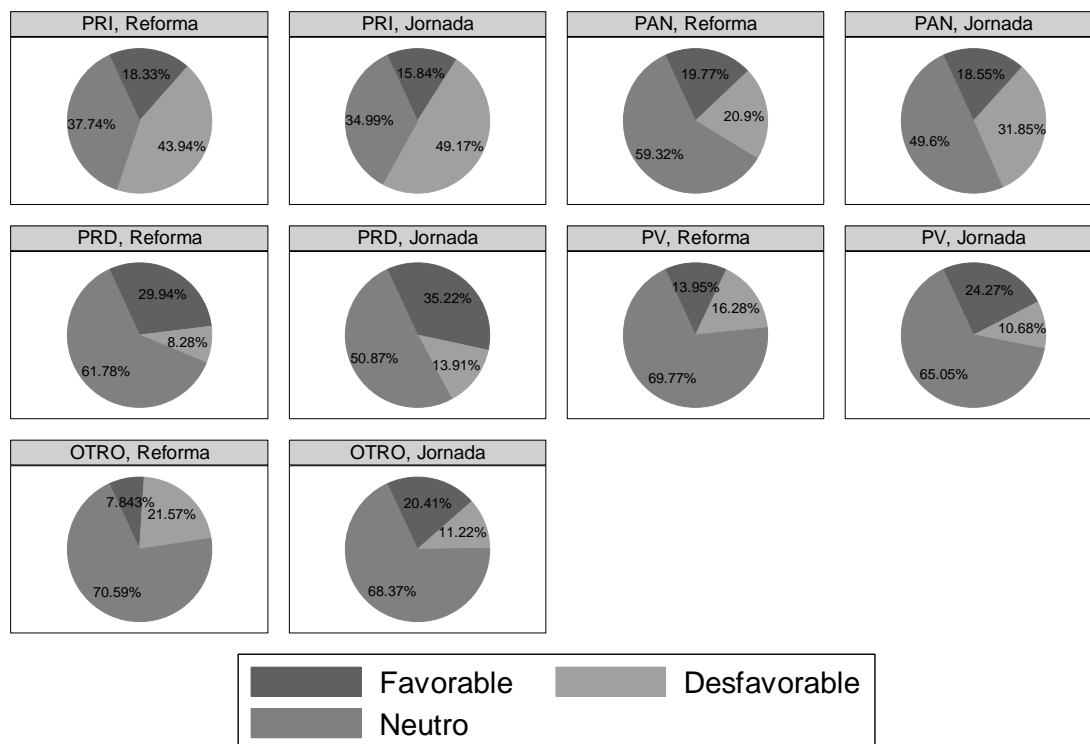 PRI, Reforma
18.33%
37.74%
43.94%
PRI, Jornada
15.84%
34.99%
49.17%
PAN, Reforma
19.77%
20.9%
59.32%
PAN, Jornada
18.55%
31.85%
49.6%
PRD, Reforma
29.94%
8.28%
61.78%
PRD, Jornada
35.22%
50.87%
13.91%
PV, Reforma
13.95%
16.28%
69.77%
PV, Jornada
24.27%
10.68%
65.05%
OTRO, Reforma
7.843%
21.57%
70.59%
OTRO, Jornada
20.41%
11.22%
68.37%
Favorable
Desfavorable
Neutro